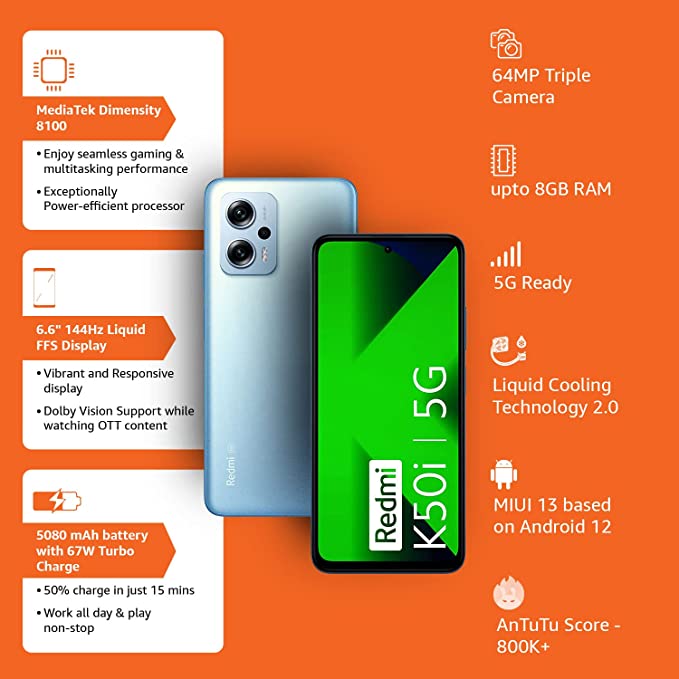 MediaTek Dimensity
8100
• Enjoy seamless gaming &
multitasking performance
• Exceptionally
Power-efficient processor
6.6" 144Hz Liquid
FFS Display
• Vibrant and Responsive
display
• Dolby Vision Support while
watching OTT content
5080 mAh battery
with 67W Turbo
Charge
• 50% charge in just 15 mins
• Work all day & play
non-stop
Redmi
Redmi
K50i | 5G
64MP Triple
Camera
upto 8GB RAM
5G Ready
Liquid Cooling
Technology 2.0
MIUI 13 based
on Android 12
AnTuTu Score -
800K+